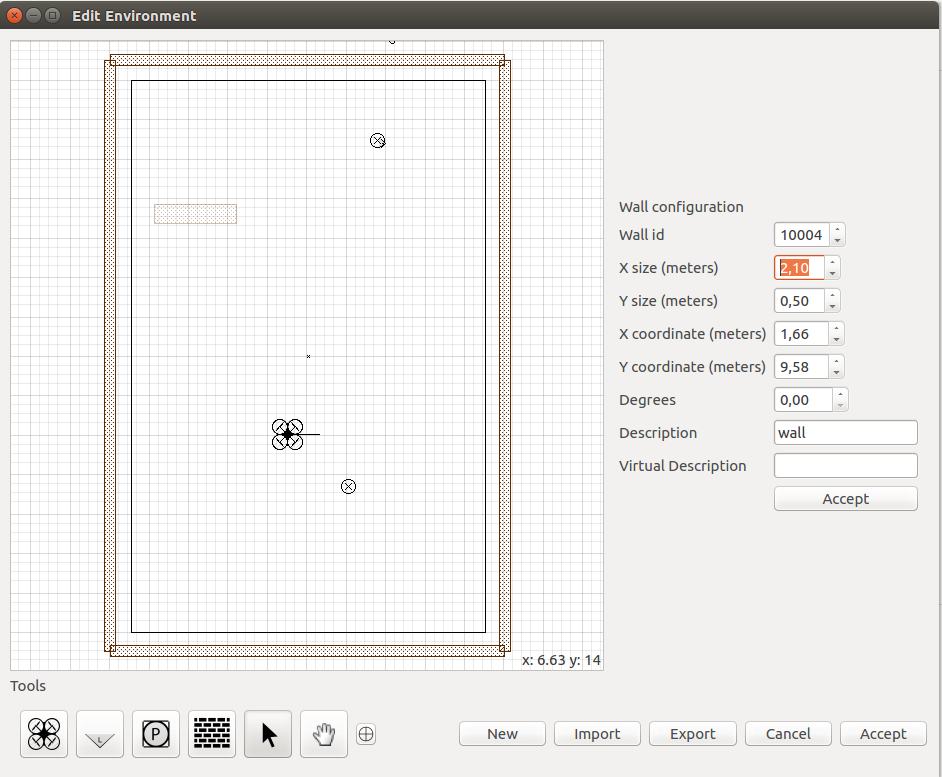 Edit Environment
Wall configuration
Wall id 10004
X size (meters) 2,10
Y size (meters) 0,50
X coordinate (meters) 1,66
Y coordinate (meters) 9,58
Degrees 0,00
Description wall
Virtual Description
Accept
x: 6.63 y: 14
Tools
L
P
New Import Export Cancel Accept